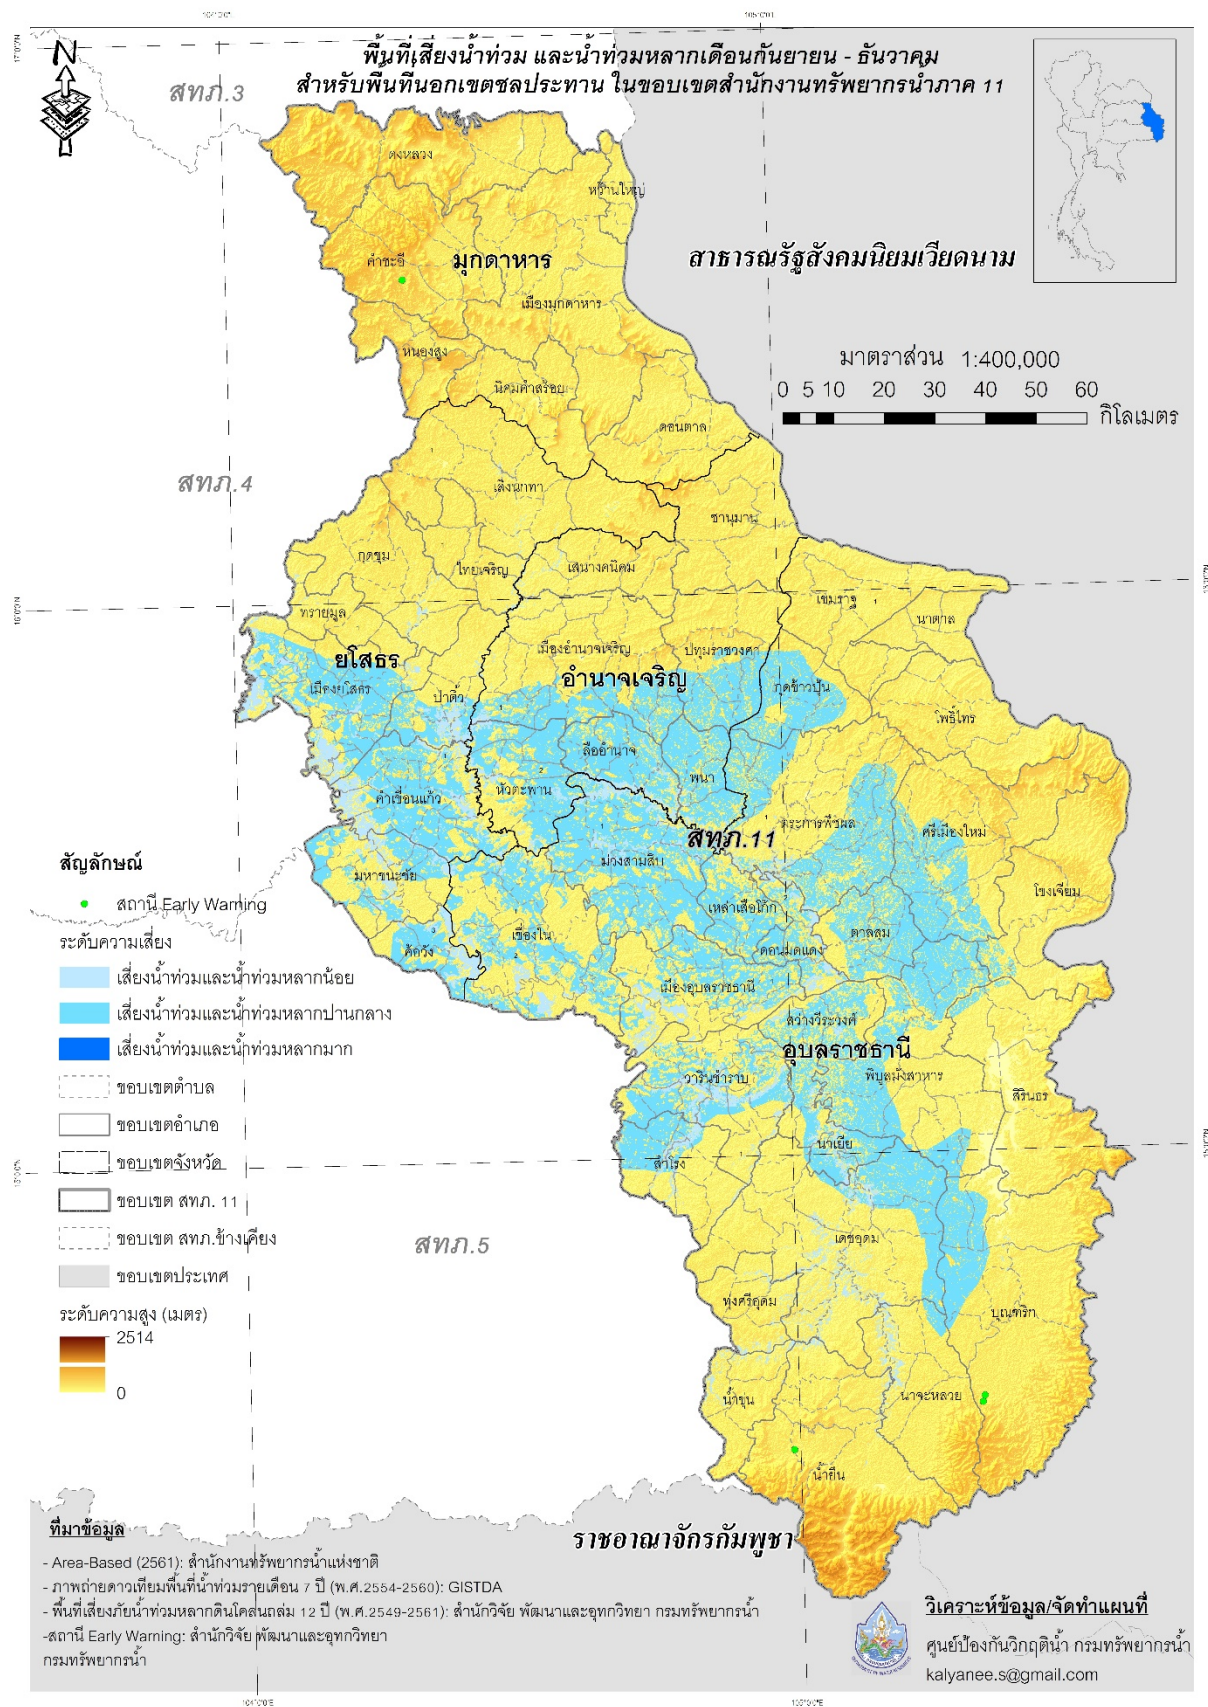 พื้นที่เสี่ยงน้ำท่วม และน้ำท่วมหลากเดือนกันยายน - ธันวาคม
สำหรับพื้นที่นอกเขตชลประทาน ในขอบเขตสำนักงานทรัพยากรน้ำภาค 11
N
สทภ.3
ดงหลวง
หว้านใหญ่
คำชะอี
มุกดาหาร
สาธารณรัฐสังคมนิยมเวียดนาม
เมืองมุกดาหาร
หนองสูง
นิคมคำสร้อย
ดอนตาล
มาตราส่วน 1:400,000
0 5 10 20 30 40 50 60
กิโลเมตร
สทภ.4
เลิงนกทา
ชานุมาน
กุดชุม
ไทยเจริญ
เสนางคนิคม
เขมราฐ
นาตาล
ทรายมูล
เมืองอำนาจเจริญ
ปทุมราชวงศา
ยโสธร
อำนาจเจริญ
เมืองยโสธร
ป่าติ้ว
กุดข้าวปุ้น
โพธิ์ไทร
ลืออำนาจ
พนา
คำเขื่อนแก้ว
หัวตะพาน
ตระการพืชผล
ศรีเมืองใหม่
สทภ.11
ม่วงสามสิบ
มหาชนะชัย
โขงเจียม
เหล่าเสือโก้ก
เขื่องใน
ตาลสุม
ค้อวัง
ดอนมดแดง
เมืองอุบลราชธานี
สว่างวีระวงศ์
อุบลราชธานี
วารินชำราบ
พิบูลมังสาหาร
สิรินธร
นาเยีย
สำโรง
สทภ.5
เดชอุดม
ทุ่งศรีอุดม
บุณฑริก
น้ำขุ่น
นาจะหลวย
น้ำยืน
ราชอาณาจักรกัมพูชา
สัญลักษณ์
สถานี Early Warning
ระดับความเสี่ยง
เสี่ยงน้ำท่วมและน้ำท่วมหลากน้อย
เสี่ยงน้ำท่วมและน้ำท่วมหลากปานกลาง
เสี่ยงน้ำท่วมและน้ำท่วมหลากมาก
ขอบเขตตำบล
ขอบเขตอำเภอ
ขอบเขตจังหวัด
ขอบเขต สทภ. 11
ขอบเขต สทภ.ข้างเคียง
ขอบเขตประเทศ
ระดับความสูง (เมตร)
2514
0
ที่มาข้อมูล
- Area-Based (2561): สำนักงานทรัพยากรน้ำแห่งชาติ
- ภาพถ่ายดาวเทียมพื้นที่น้ำท่วมรายเดือน 7 ปี (พ.ศ.2554-2560): GISTDA
- พื้นที่เสี่ยงภัยน้ำท่วมหลากดินโคลนถล่ม 12 ปี (พ.ศ.2549-2561): สำนักวิจัย พัฒนาและอุทกวิทยา กรมทรัพยากรน้ำ
-สถานี Early Warning: สำนักวิจัย พัฒนาและอุทกวิทยา
กรมทรัพยากรน้ำ
วิเคราะห์ข้อมูล/จัดทำแผนที่
ศูนย์ป้องกันวิกฤติน้ำ กรมทรัพยากรน้ำ
kalyanee.s@gmail.com